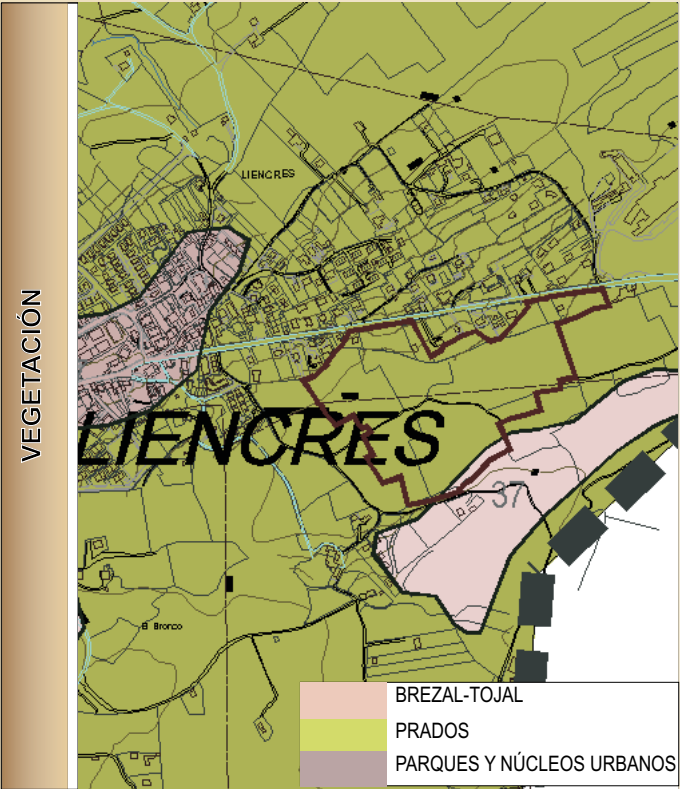 VEGETACIÓN
LIENCRES
LIENCRES
37
El Bronco
BREZAL-TOJAL
PRADOS
PARQUES Y NÚCLEOS URBANOS